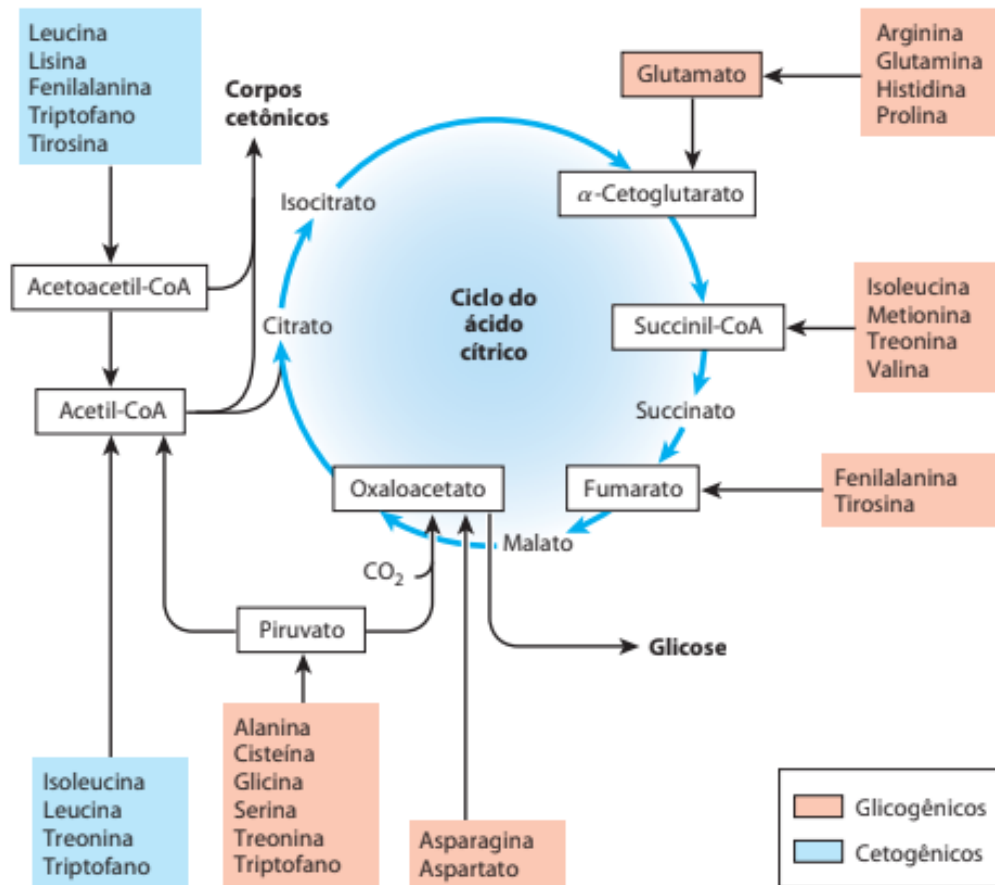 Leucina
Lisina
Fenilalanina
Triptofano
Tirosina
Corpos
cetônicos
Glutamato
Arginina
Glutamina
Histidina
Prolina
Isocitrato
α-Cetoglutarato
Acetoacetil-CoA
Citrato
Ciclo do
ácido
cítrico
Succinil-CoA
Isoleucina
Metionina
Treonina
Valina
Acetil-CoA
Succinato
Oxaloacetato
Fumarato
Fenilalanina
Tirosina
Malato
CO₂
Piruvato
Glicose
Isoleucina
Leucina
Treonina
Triptofano
Alanina
Cisteína
Glicina
Serina
Treonina
Triptofano
Asparagina
Aspartato
Glicogênicos
Cetogênicos